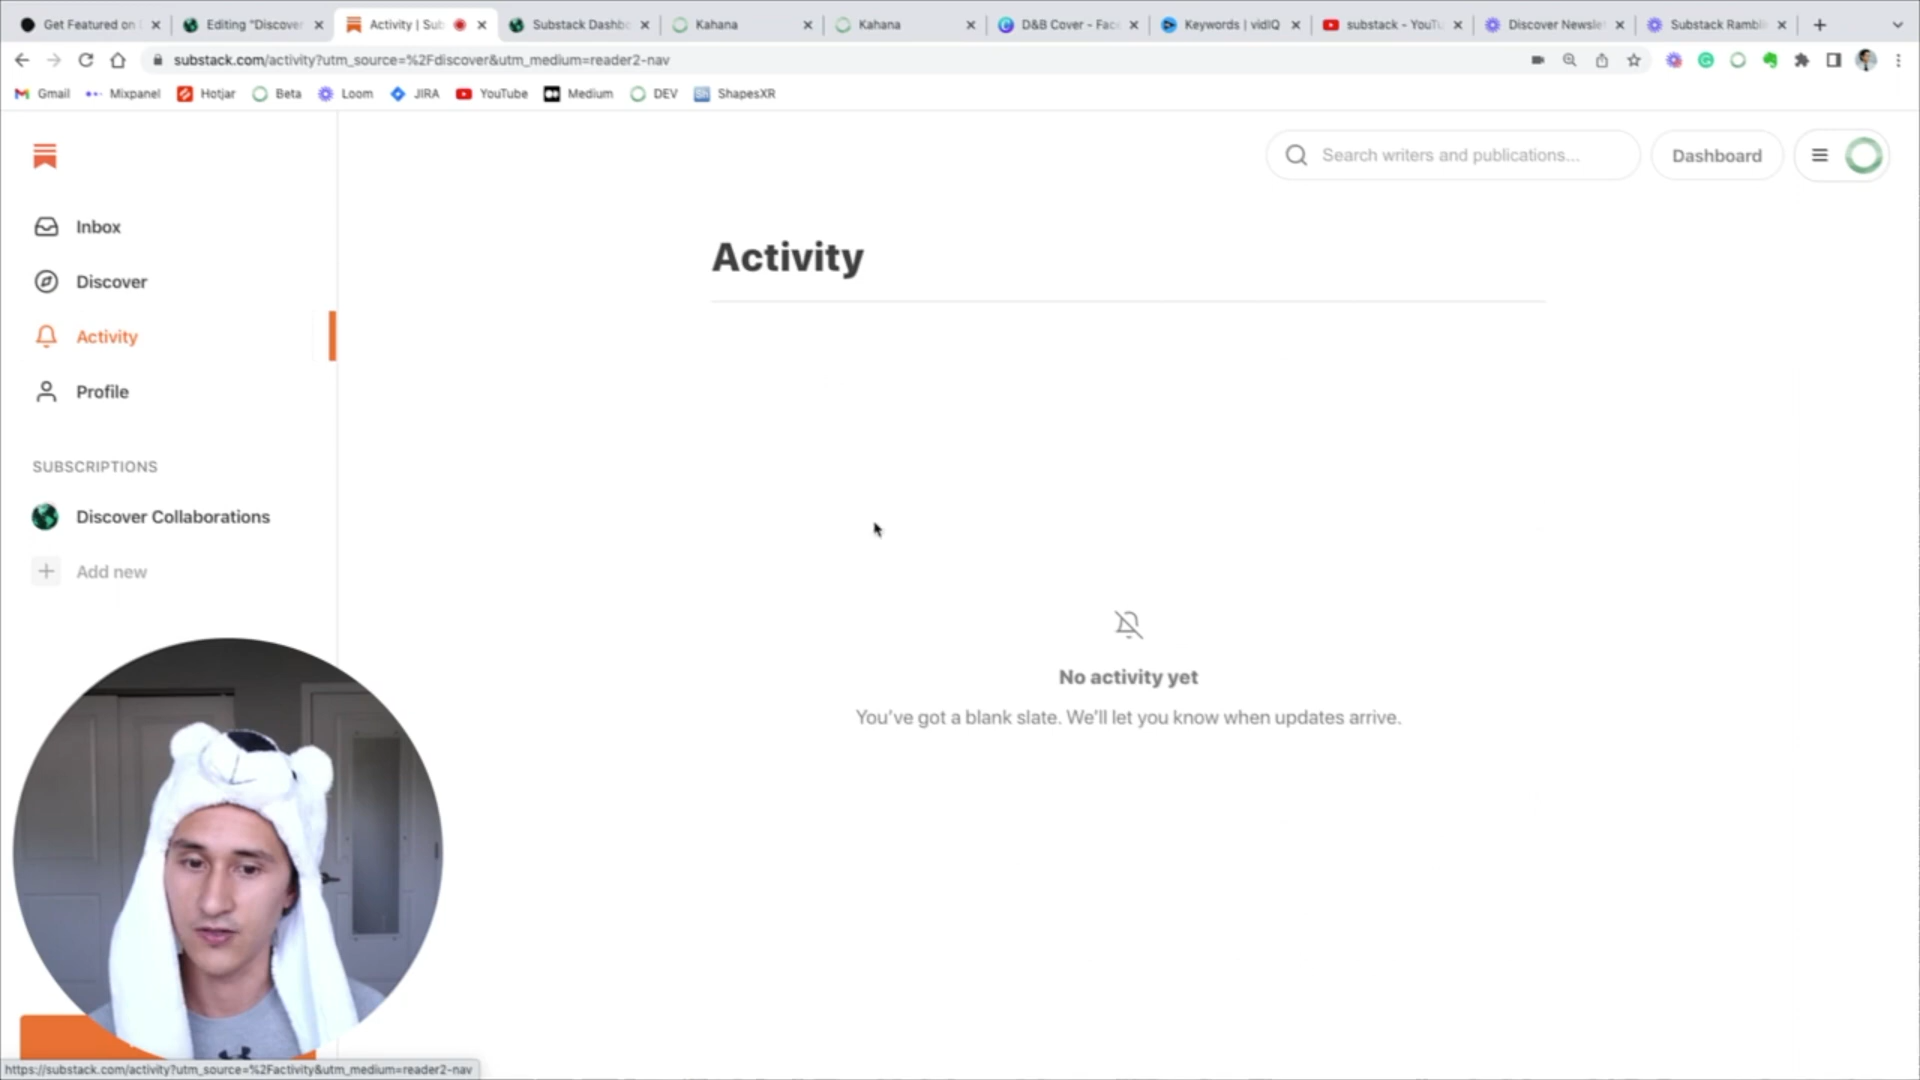 Get Featured on
Editing "Discover
Activity | Sub
Substack Dashbo
Kahana
Kahana
D&B Cover - Fac
Keywords | vidIQ
substack - YouTu
Discover Newsle
Substack Rambli
substack.com/activity?utm_source=%2Fdiscover&utm_medium=reader2-nav
Gmail
Mixpanel
Hotjar
Beta
Loom
JIRA
YouTube
Medium
DEV
ShapesXR
Search writers and publications...
Dashboard
Inbox
Discover
Activity
Profile
SUBSCRIPTIONS
Discover Collaborations
Add new
Activity
No activity yet
You've got a blank slate. We'll let you know when updates arrive.
https://substack.com/activity?utm_source=%2Factivity&utm_medium=reader2-nav